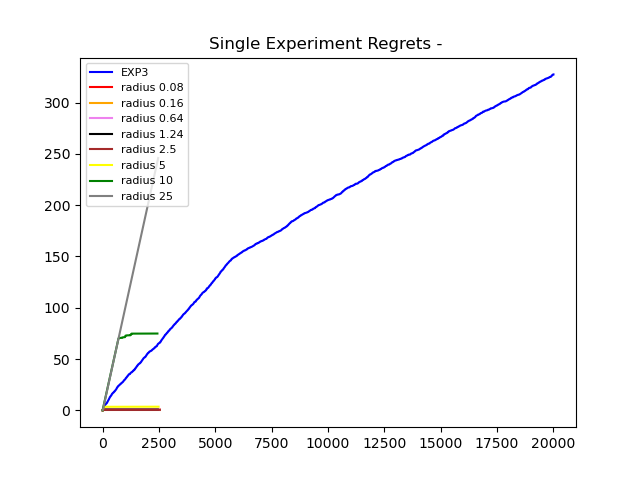 Single Experiment Regrets -
EXP3
radius 0.08
radius 0.16
radius 0.64
radius 1.24
radius 2.5
radius 5
radius 10
radius 25
300
250
200
150
100
50
0
0 2500 5000 7500 10000 12500 15000 17500 20000